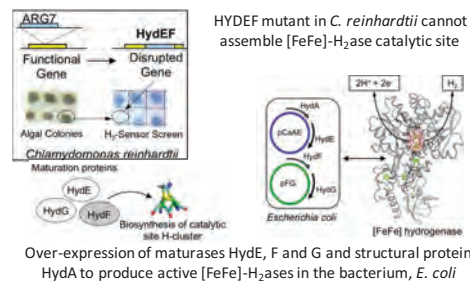 ARG7
HydEF
Functional Gene
Disrupted Gene
Algal Colonies
H2-Sensor Screen
Chlamydomonas reinhardtii
HYDEF mutant in C. reinhardtii cannot
assemble [FeFe]-H2ase catalytic site
Maturation proteins
HydE
HydG
HydF
Biosynthesis of catalytic
site H-cluster
HydA
pCaAE
HydE
HydF
pFG
HydG
Escherichia coli
2H+ + 2e-
H2
[FeFe] hydrogenase
Over-expression of maturases HydE, F and G and structural protein
HydA to produce active [FeFe]-H2ases in the bacterium, E. coli